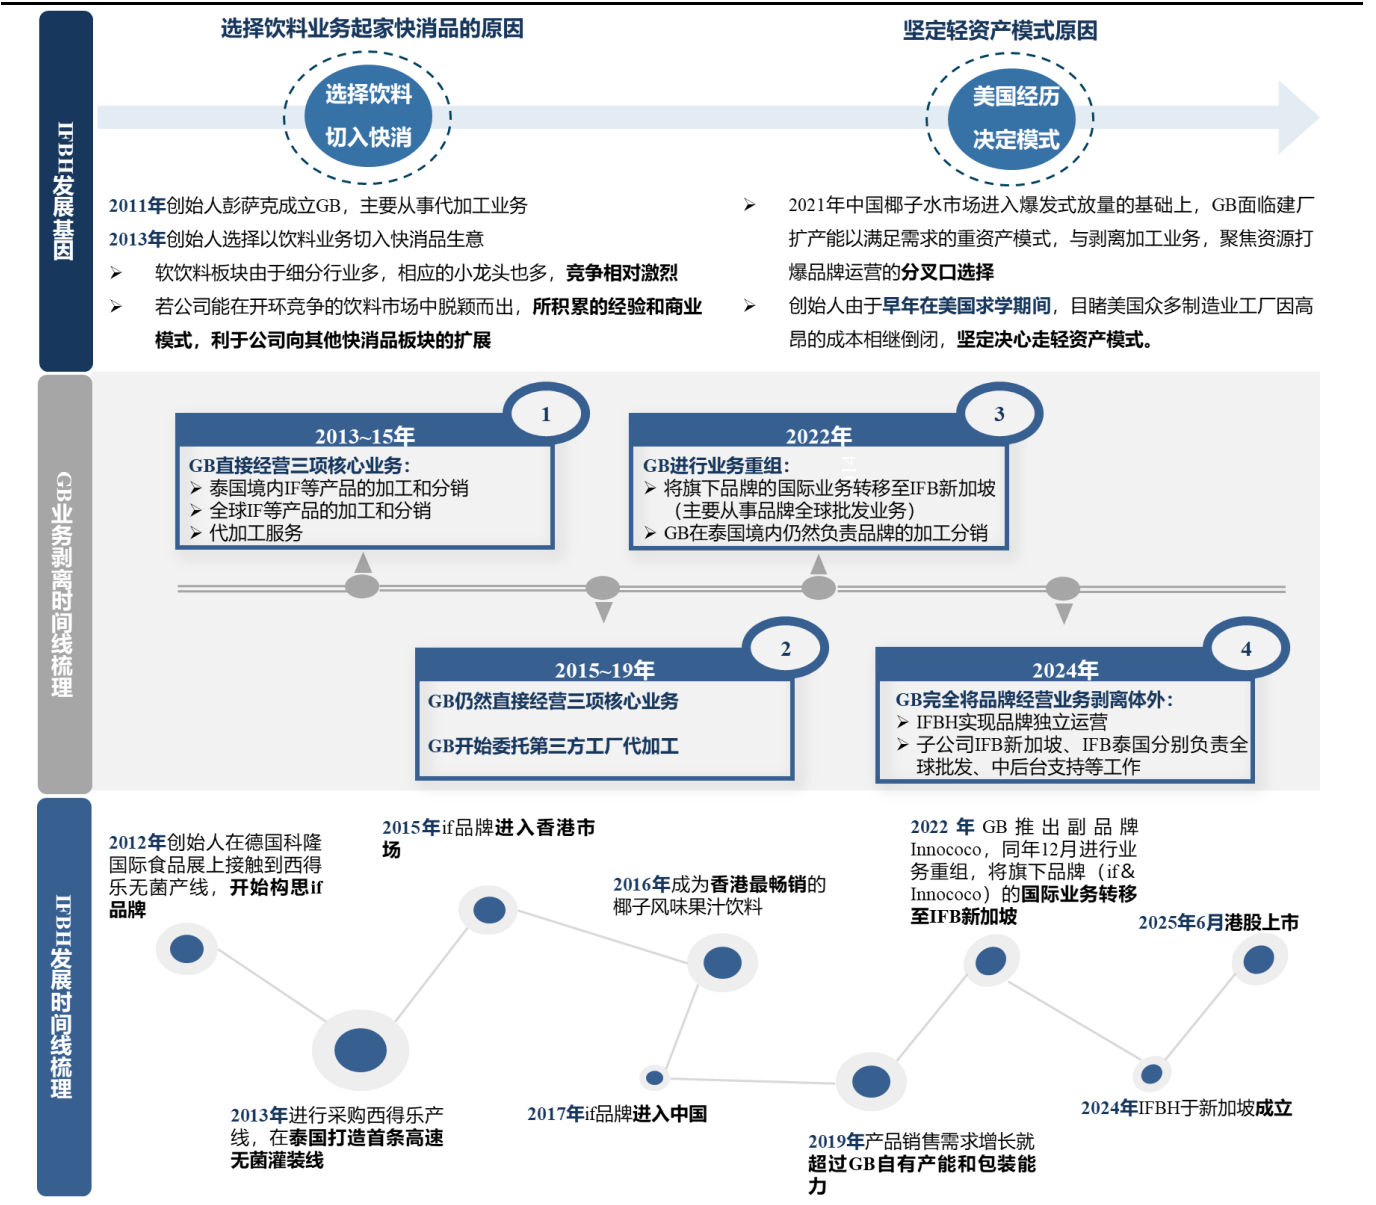 IFBH发展基因
选择饮料业务起家快消品的原因
选择饮料
切入快消
2011年创始人彭萨克成立GB，主要从事代加工业务
2013年创始人选择以饮料业务切入快消品生意
➢ 软饮料板块由于细分行业多，相应的小龙头也多，竞争相对激烈
➢ 若公司能在开环竞争的饮料市场中脱颖而出，所积累的经验和商业
模式，利于公司向其他快消品板块的扩展
坚定轻资产模式原因
美国经历
决定模式
➢ 2021年中国椰子水市场进入爆发式放量的基础上，GB面临建厂
扩产能以满足需求的重资产模式，与剥离加工业务，聚焦资源打
爆品牌运营的分叉口选择
➢ 创始人由于早年在美国求学期间，目睹美国众多制造业工厂因高
昂的成本相继倒闭，坚定决心走轻资产模式。
GB业务剥离时间线梳理
1
2013~15年
GB直接经营三项核心业务：
➢ 泰国境内IF等产品的加工和分销
➢ 全球IF等产品的加工和分销
➢ 代加工服务
2
2015~19年
GB仍然直接经营三项核心业务
GB开始委托第三方工厂代加工
3
2022年
14
GB进行业务重组：
➢ 将旗下品牌的国际业务转移至IFB新加坡
（主要从事品牌全球批发业务）
➢ GB在泰国境内仍然负责品牌的加工分销
4
2024年
GB完全将品牌经营业务剥离体外：
➢ IFBH实现品牌独立运营
➢ 子公司IFB新加坡、IFB泰国分别负责全
球批发、中后台支持等工作
IFBH发展时间线梳理
2012年创始人在德国科隆
国际食品展上接触到西得
乐无菌产线，开始构思if
品牌
2013年进行采购西得乐产
线，在泰国打造首条高速
无菌灌装线
2015年if品牌进入香港市
场
2016年成为香港最畅销的
椰子风味果汁饮料
2017年if品牌进入中国
2019年产品销售需求增长就
超过GB自有产能和包装能
力
2022年GB推出副品牌
Innococo，同年12月进行业
务重组，将旗下品牌（if＆
Innococo）的国际业务转移
至IFB新加坡
2024年IFBH于新加坡成立
2025年6月港股上市